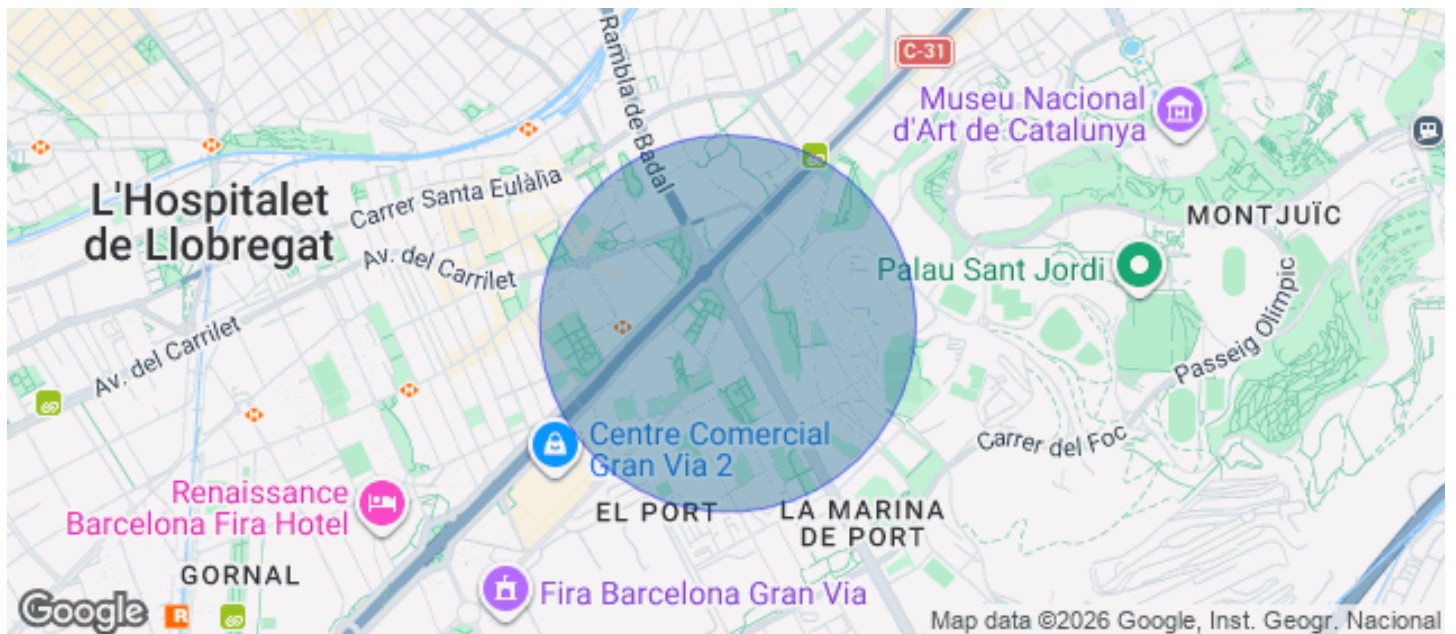 Rambla de Badal
C-31
Museu Nacional
d'Art de Catalunya
L'Hospitalet
de Llobregat
Carrer Santa Eulàlia
Av. del Carrilet
MONTJUÏC
Palau Sant Jordi
Av. del Carrilet
Passeig Olímpic
Centre Comercial
Gran Via 2
Carrer del Foc
Renaissance
Barcelona Fira Hotel
EL PORT
LA MARINA
DE PORT
GORNAL
Fira Barcelona Gran Via
Google
R
Map data ©2026 Google, Inst. Geogr. Nacional